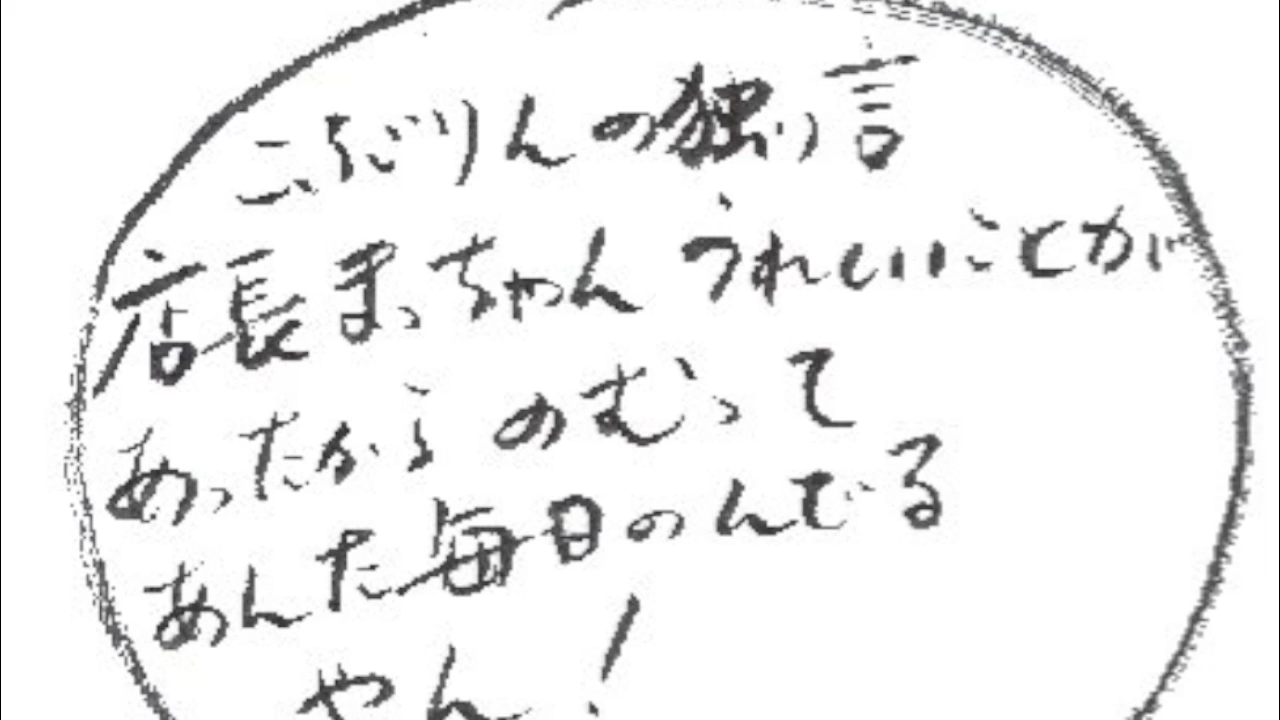 こちどりんの独り言
店長まっちゃん うれしいことが
あったから のむって
あんた毎日のんでる
やん!